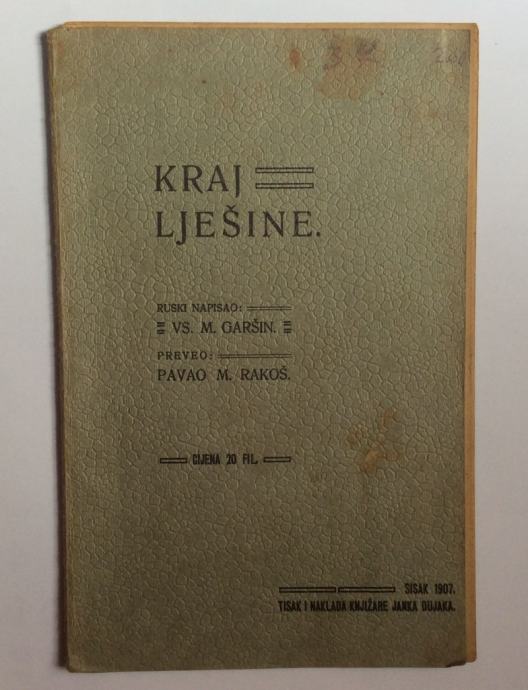 KRAJ
LJEŠINE.
RUSKI NAPISAO:
VS. M. GARŠIN.
PREVEO:
PAVAO M. RAKOŠ.
CIJENA 20 FIL.
SISAK 1907.
TISAK I NAKLADA KNJIŽARE JANKA DUJAKA.